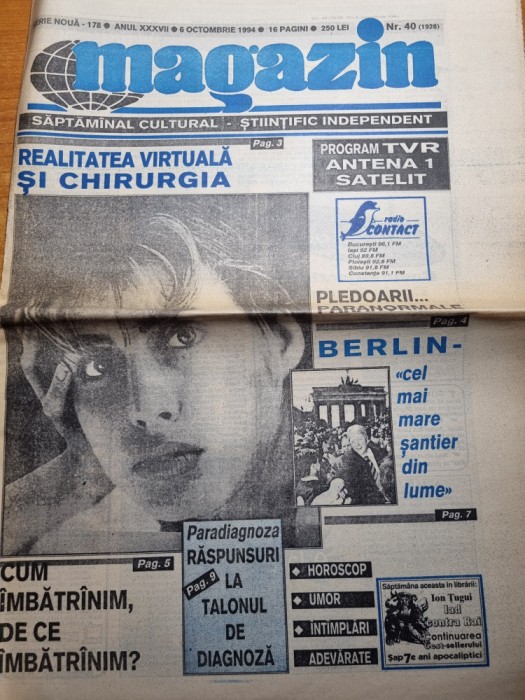 ERIE NOUĂ - 178 ● ANUL XXXVII ● 6 OCTOMBRIE 1994 ● 16 PAGINI ● 250 LEI Nr. 40 (1928)
magazin
SĂPTĂMÎNAL CULTURAL - ŞTIINŢIFIC INDEPENDENT
Pag. 3
REALITATEA VIRTUALĂ
ŞI CHIRURGIA
PROGRAM TVR
ANTENA 1
SATELIT
radio
CONTACT
Bucureşti 96,1 FM
Iaşi 92 FM
Cluj 93,8 FM
Ploieşti 92,8 FM
Sibiu 91,8 FM
Constanţa 91,1 FM
PLEDOARII...
PARANORMALE
Pag. 4
BERLIN-
«cel
mai
mare
şantier
din
lume»
Pag. 7
Pag. 5
CUM
ÎMBĂTRÎNIM,
DE CE
ÎMBĂTRÎNIM?
Paradiagnoza
RĂSPUNSURI
LA
Pag. 9
TALONUL
DE
DIAGNOZĂ
◆ HOROSCOP
◆ UMOR
◆ ÎNTÎMPLĂRI
ADEVĂRATE
Săptămâna aceasta în librării:
Ion Ţugui
Iad
contra Rai
Continuarea
best-sellerului
Şap7e ani apocaliptici